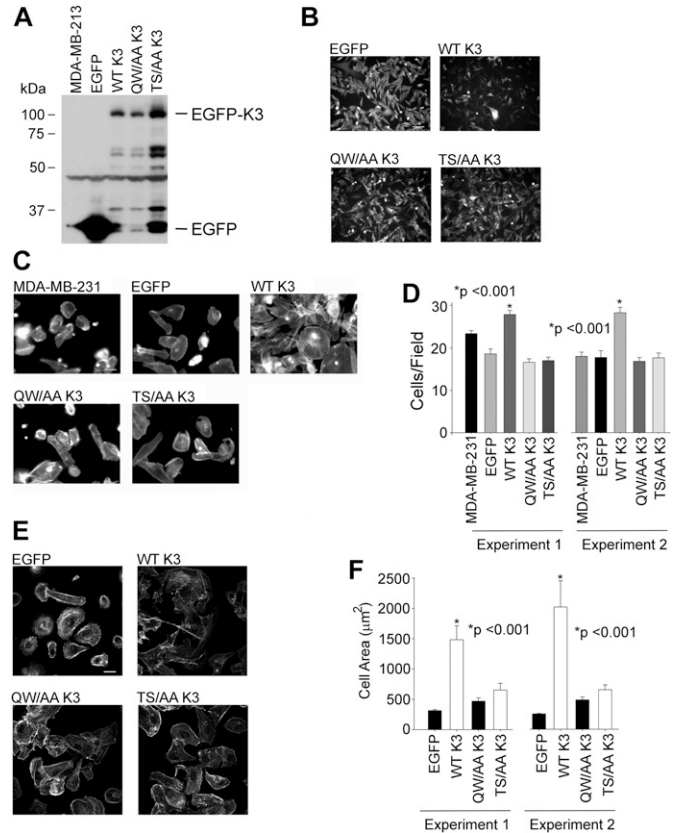 A
MDA-MB-213
EGFP
WT K3
QW/AA K3
TS/AA K3
kDa
100
75
50
37
EGFP-K3
EGFP
B
EGFP
WT K3
QW/AA K3
TS/AA K3
C
MDA-MB-231
EGFP
WT K3
QW/AA K3
TS/AA K3
D
*p <0.001
*
*p <0.001
*
30
20
10
0
Cells/Field
MDA-MB-231
EGFP
WT K3
QW/AA K3
TS/AA K3
MDA-MB-231
EGFP
WT K3
QW/AA K3
TS/AA K3
Experiment 1
Experiment 2
E
EGFP
WT K3
QW/AA K3
TS/AA K3
F
2500
2000
1500
1000
500
0
Cell Area (μm²)
*
*p <0.001
*
*p <0.001
EGFP
WT K3
QW/AA K3
TS/AA K3
EGFP
WT K3
QW/AA K3
TS/AA K3
Experiment 1
Experiment 2